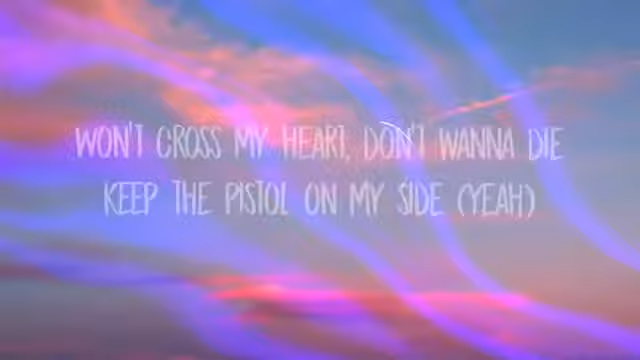 WON'T CROSS MY HEART, DON'T WANNA DIE
KEEP THE PISTOL ON MY SIDE (YEAH)